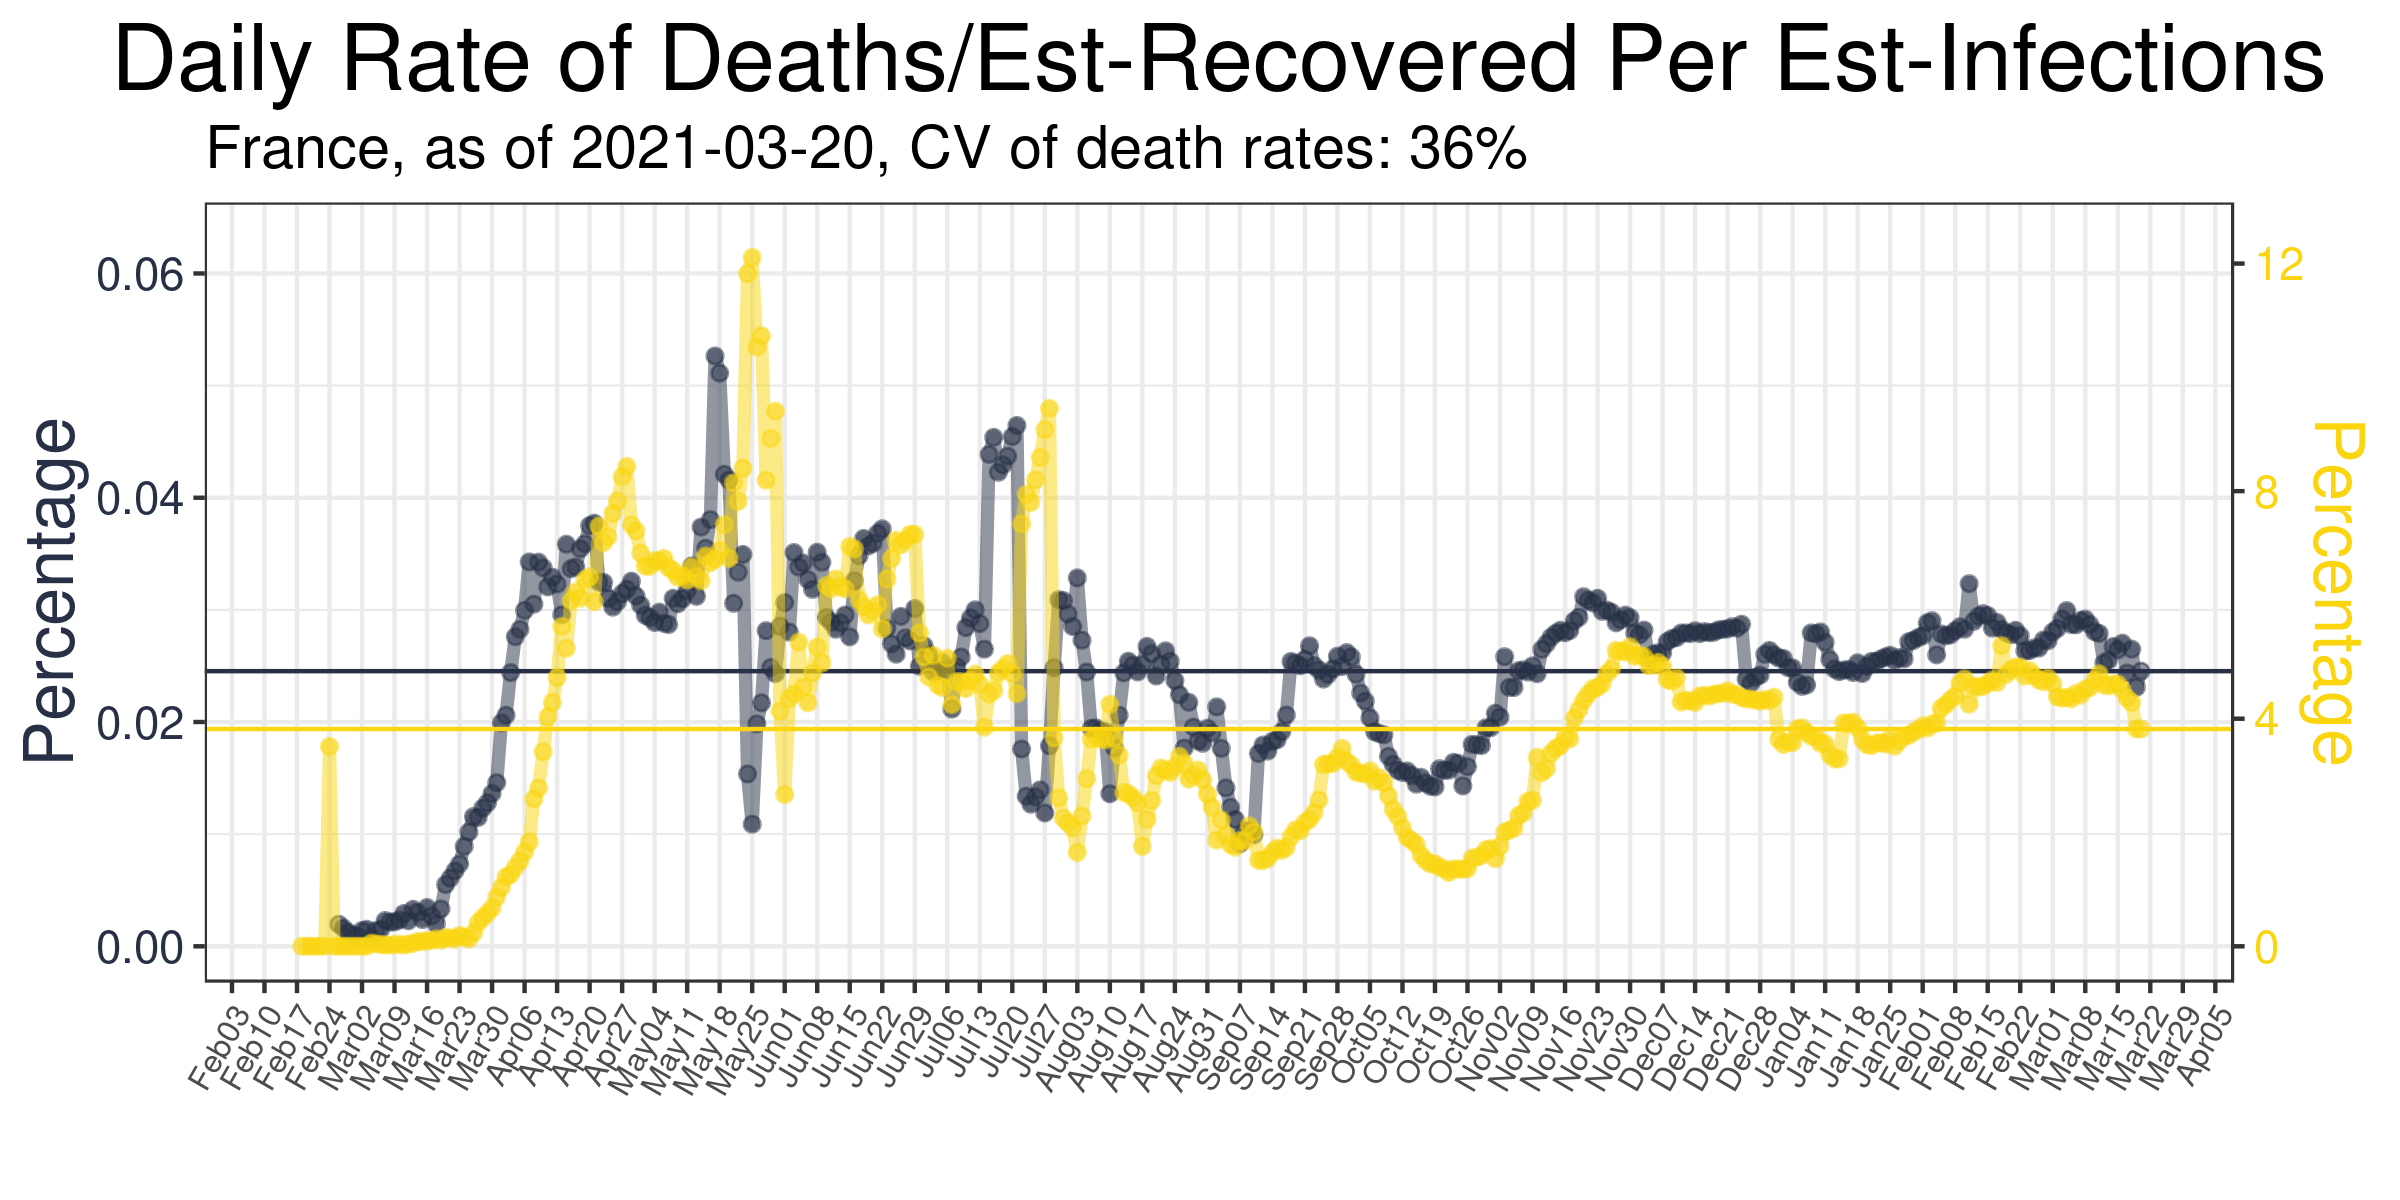 Daily Rate of Deaths/Est-Recovered Per Est-Infections
France, as of 2021-03-20, CV of death rates: 36%
Percentage
0.06
0.04
0.02
0.00
12
8
4
0
Percentage
Feb03
Feb10
Feb17
Feb24
Mar02
Mar09
Mar16
Mar23
Mar30
Apr06
Apr13
Apr20
Apr27
May04
May11
May18
May25
Jun01
Jun08
Jun15
Jun22
Jun29
Jul06
Jul13
Jul20
Jul27
Aug03
Aug10
Aug17
Aug24
Aug31
Sep07
Sep14
Sep21
Sep28
Oct05
Oct12
Oct19
Oct26
Nov02
Nov09
Nov16
Nov23
Nov30
Dec07
Dec14
Dec21
Dec28
Jan04
Jan11
Jan18
Jan25
Feb01
Feb08
Feb15
Feb22
Mar01
Mar08
Mar15
Mar22
Mar29
Apr05